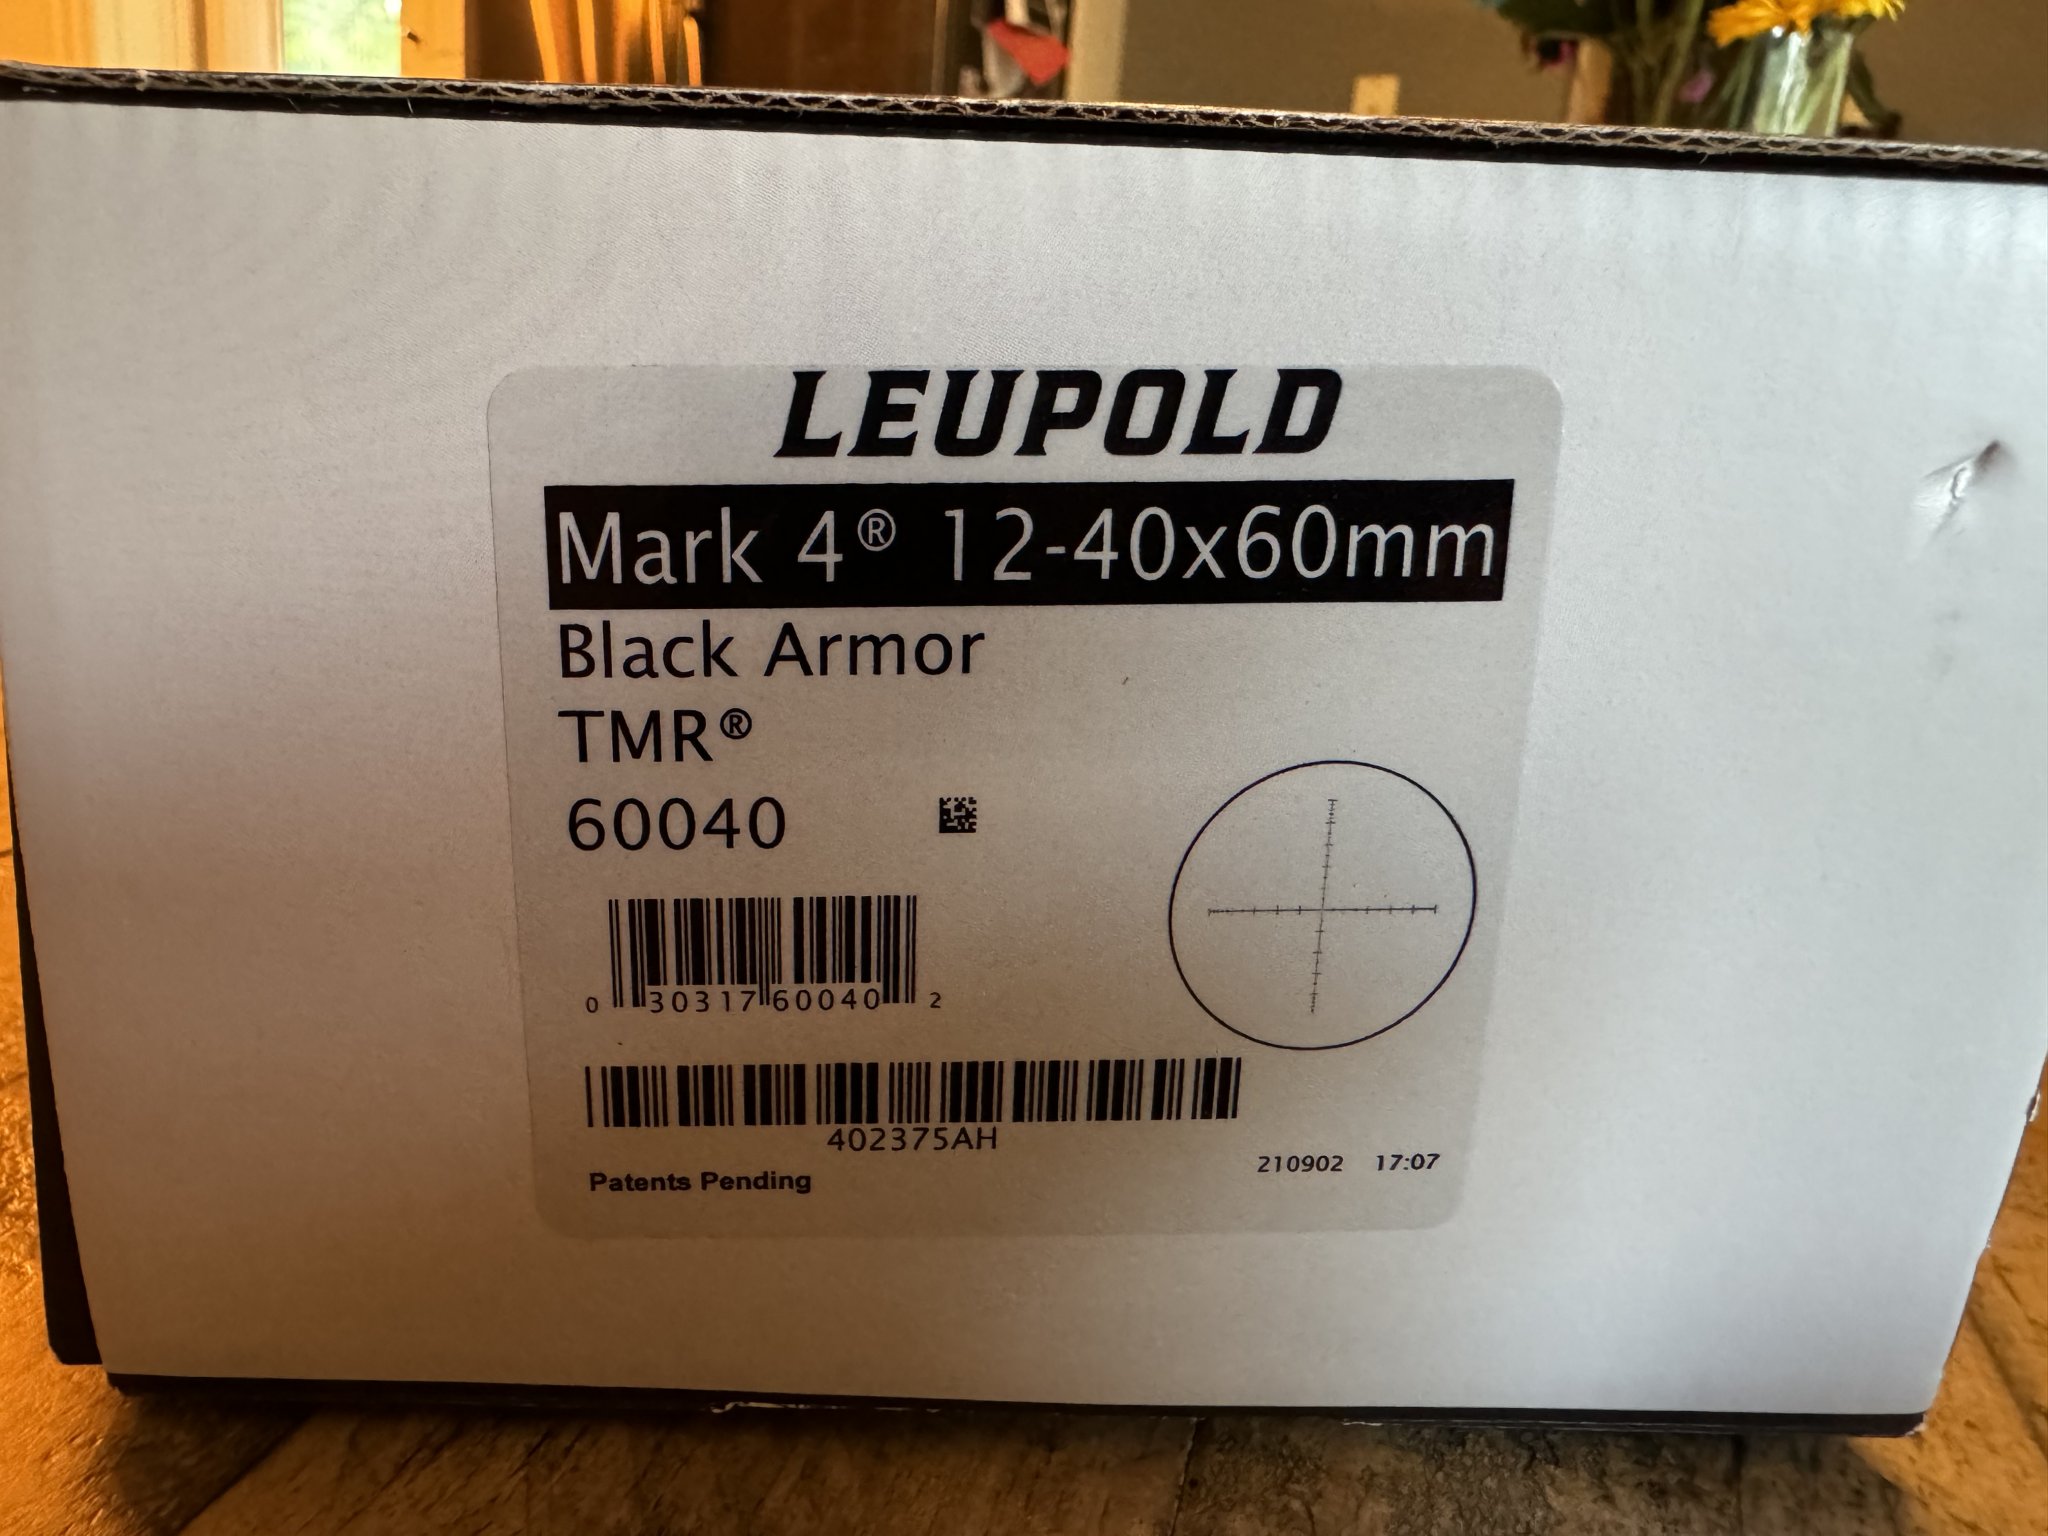 LEUPOLD
Mark 4® 12-40x60mm
Black Armor
TMR®
60040
0 30317 60040 2
402375AH
210902 17:07
Patents Pending